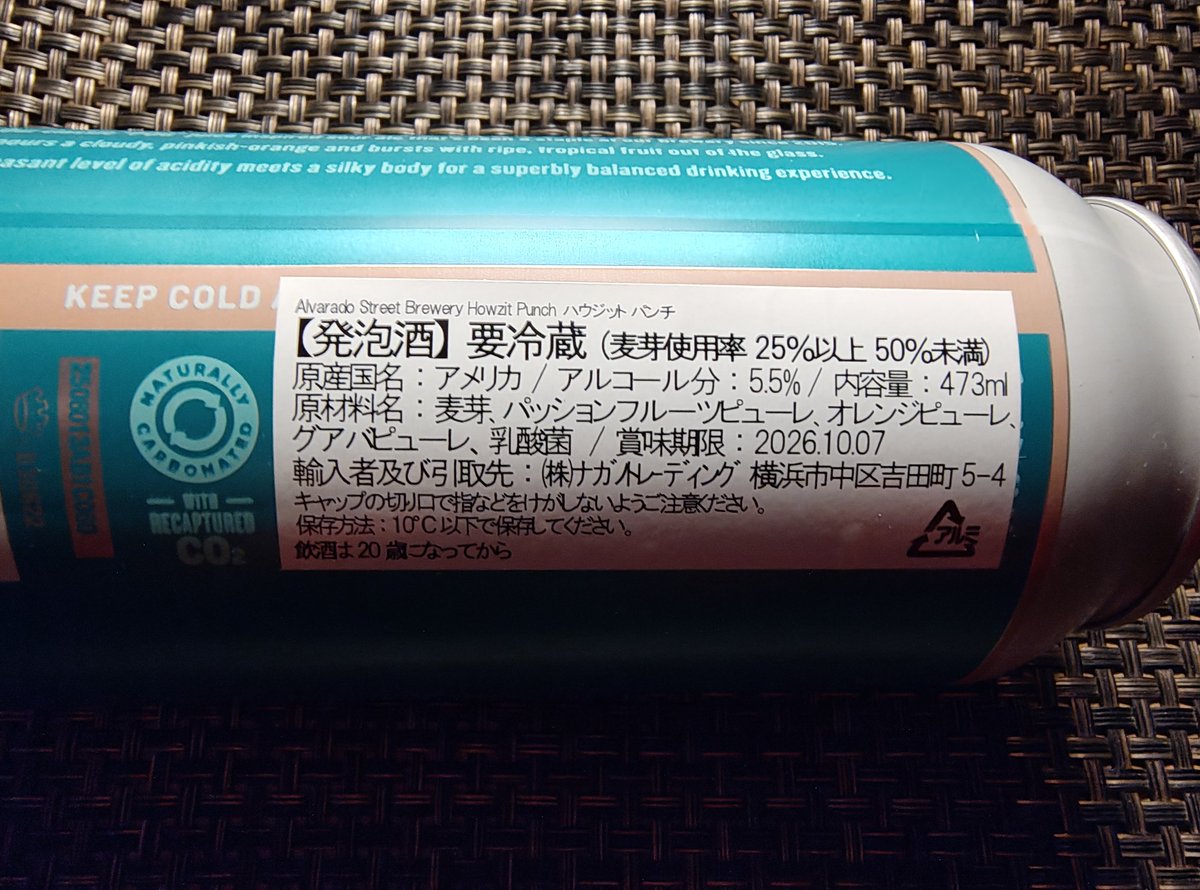 ours a cloudy, pinkish-orange and bursts with ripe, tropical fruit out of the glass.
asant level of acidity meets a silky body for a superbly balanced drinking experience.
KEEP COLD
NATURALLY
CARBONATED
WITH
RECAPTURED
CO₂
Alvarado Street Brewery Howzit Punch ハウジット パンチ
【発泡酒】要冷蔵 (麦芽使用率 25%以上 50%未満)
原産国名：アメリカ / アルコール分：5.5% / 内容量：473ml
原材料名：麦芽、パッションフルーツピューレ、オレンジピューレ、
グアバピューレ、乳酸菌 / 賞味期限：2026.10.07
輸入者及び引取先：(株)ナガノトレーディング 横浜市中区吉田町 5-4
キャップの切り口で指などをけがしないようご注意ください。
保存方法：10℃以下で保存してください。
飲酒は 20 歳になってから
アルミ